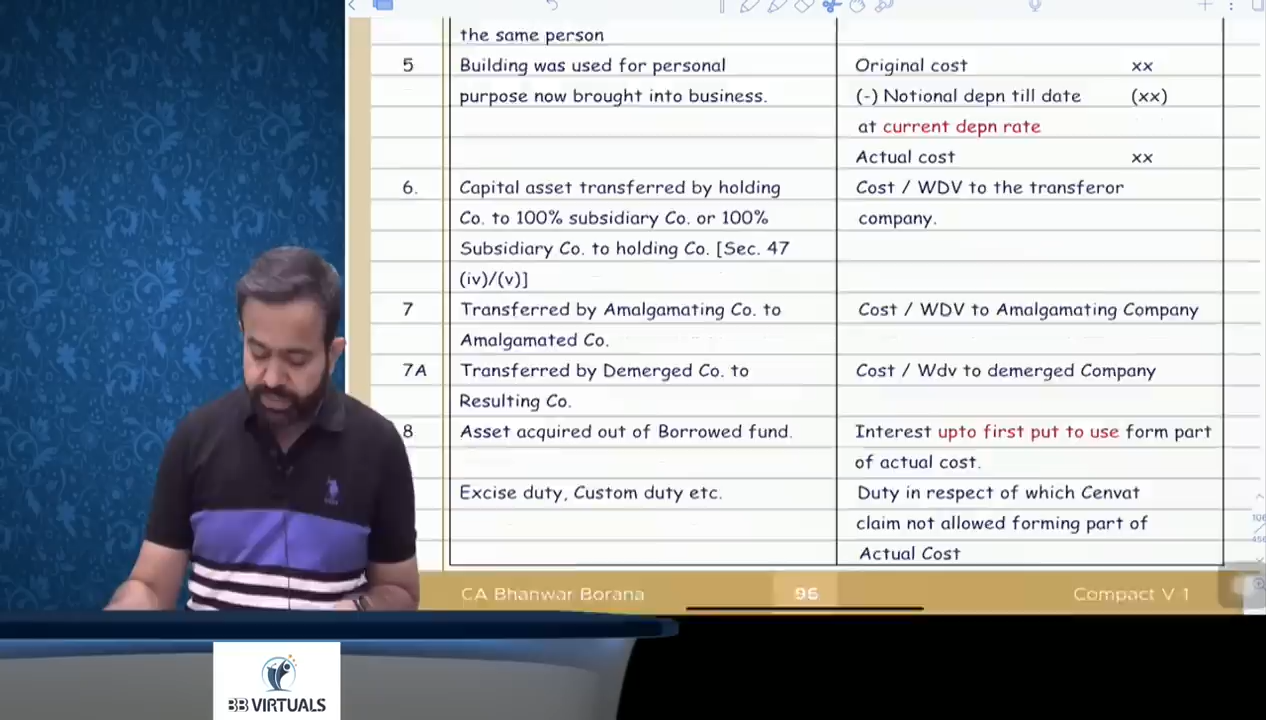 the same person
5 Building was used for personal Original cost xx
purpose now brought into business. (-) Notional depn till date (xx)
at current depn rate
Actual cost xx
6. Capital asset transferred by holding Cost / WDV to the transferor
Co. to 100% subsidiary Co. or 100% company.
Subsidiary Co. to holding Co. [Sec. 47
(iv)/(v)]
7 Transferred by Amalgamating Co. to Cost / WDV to Amalgamating Company
Amalgamated Co.
7A Transferred by Demerged Co. to Cost / Wdv to demerged Company
Resulting Co.
8 Asset acquired out of Borrowed fund. Interest upto first put to use form part
of actual cost.
Excise duty, Custom duty etc. Duty in respect of which Cenvat
claim not allowed forming part of
Actual Cost
CA Bhanwar Borana 96 Compact V 1
BB VIRTUALS